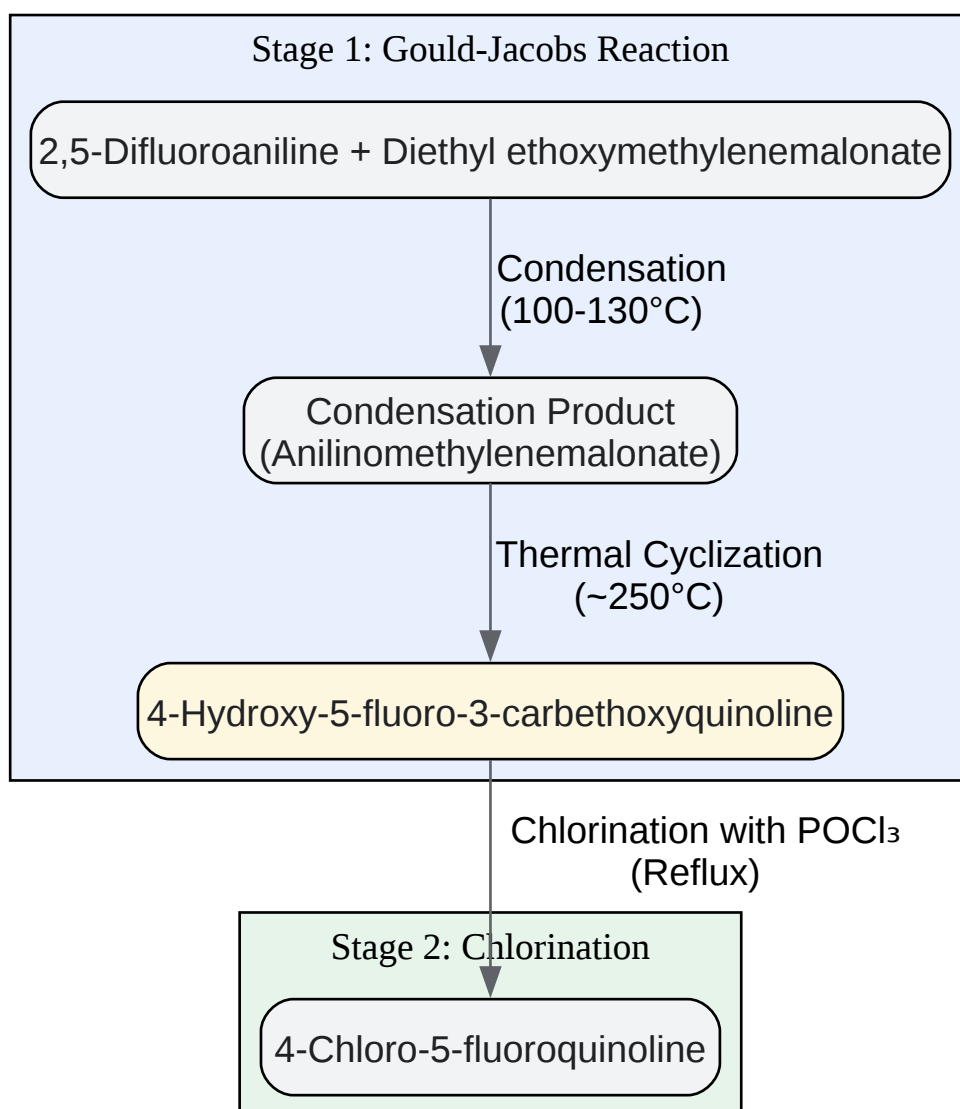 Stage 1: Gould-Jacobs Reaction
2,5-Difluoroaniline + Diethyl ethoxymethylenemalonate
Condensation
(100-130°C)
Condensation Product
(Anilinomethylenemalonate)
Thermal Cyclization
(~250°C)
4-Hydroxy-5-fluoro-3-carbethoxyquinoline
Chlorination with POCl₃
(Reflux)
Stage 2: Chlorination
4-Chloro-5-fluoroquinoline